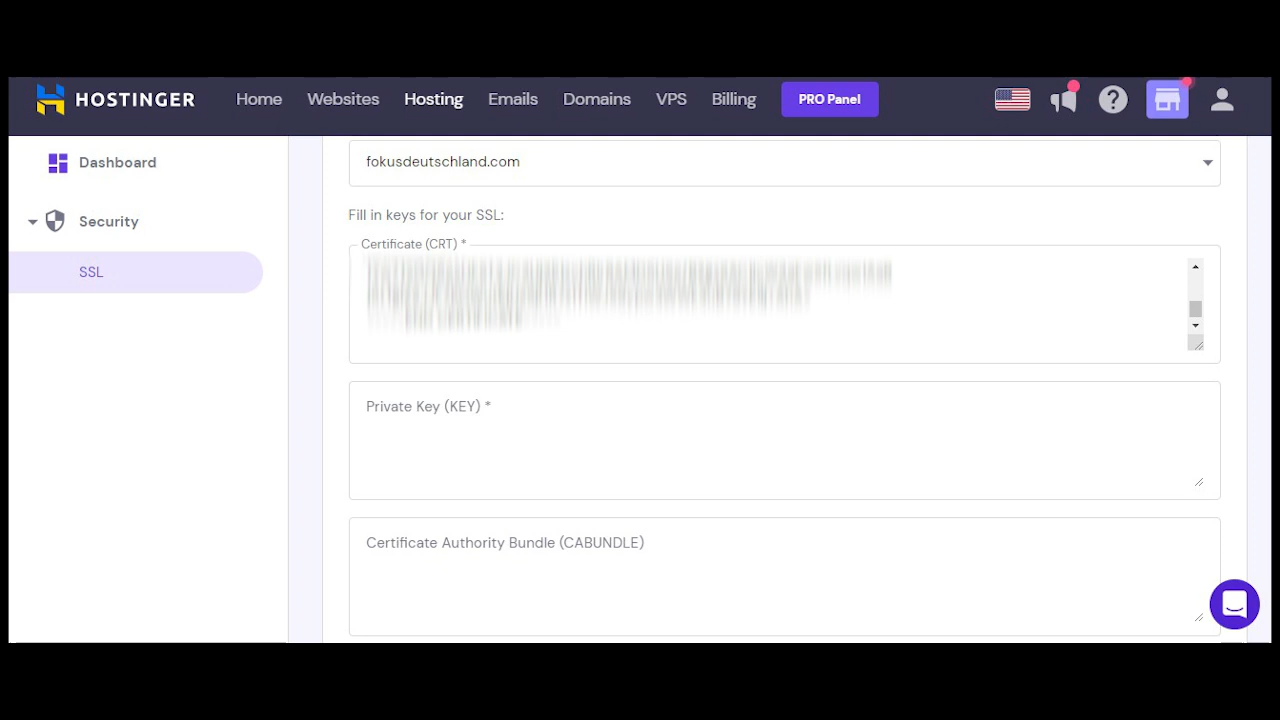 HOSTINGER Home Websites Hosting Emails Domains VPS Billing PRO Panel
Dashboard
Security
SSL
fokusdeutschland.com
Fill in keys for your SSL:
Certificate (CRT) *
Private Key (KEY) *
Certificate Authority Bundle (CABUNDLE)